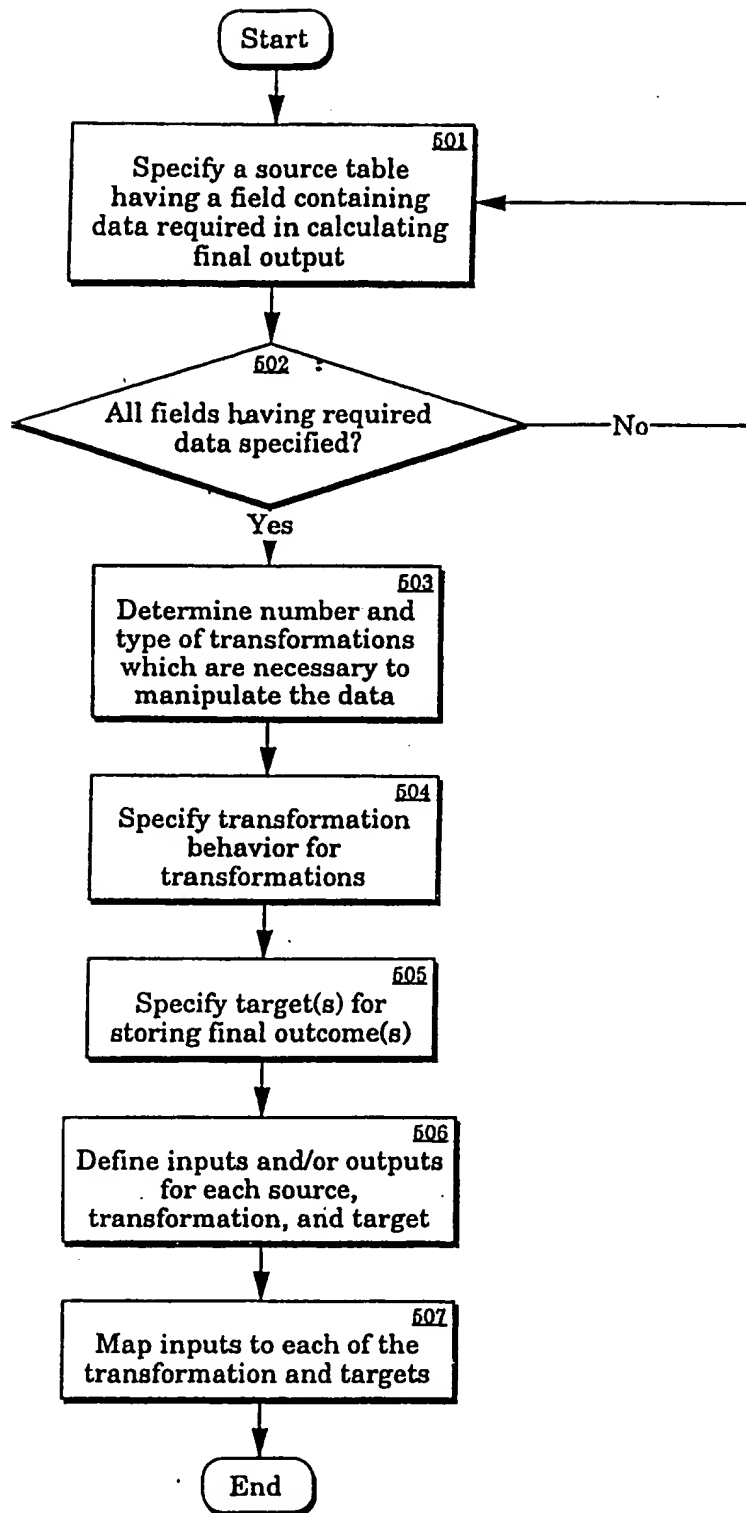 Start
501
Specify a source table
having a field containing
data required in calculating
final output
502
All fields having required
data specified?
No
Yes
503
Determine number and
type of transformations
which are necessary to
manipulate the data
504
Specify transformation
behavior for
transformations
505
Specify target(s) for
storing final outcome(s)
506
Define inputs and/or outputs
for each source,
transformation, and target
507
Map inputs to each of the
transformation and targets
End